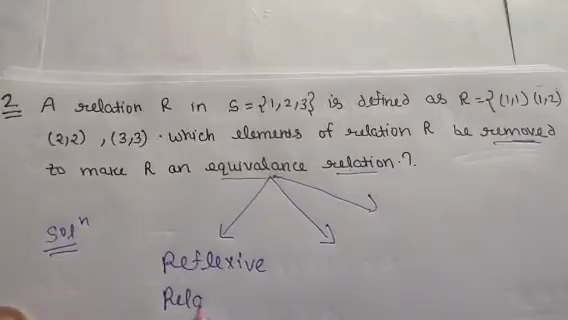 2 A relation R in S={1,2,3} is defined as R={(1,1)(1,2)
(2,2) , (3,3) . which elements of relation R be removed
to make R an equivalance relation.?
Solⁿ
Reflexive
Rela